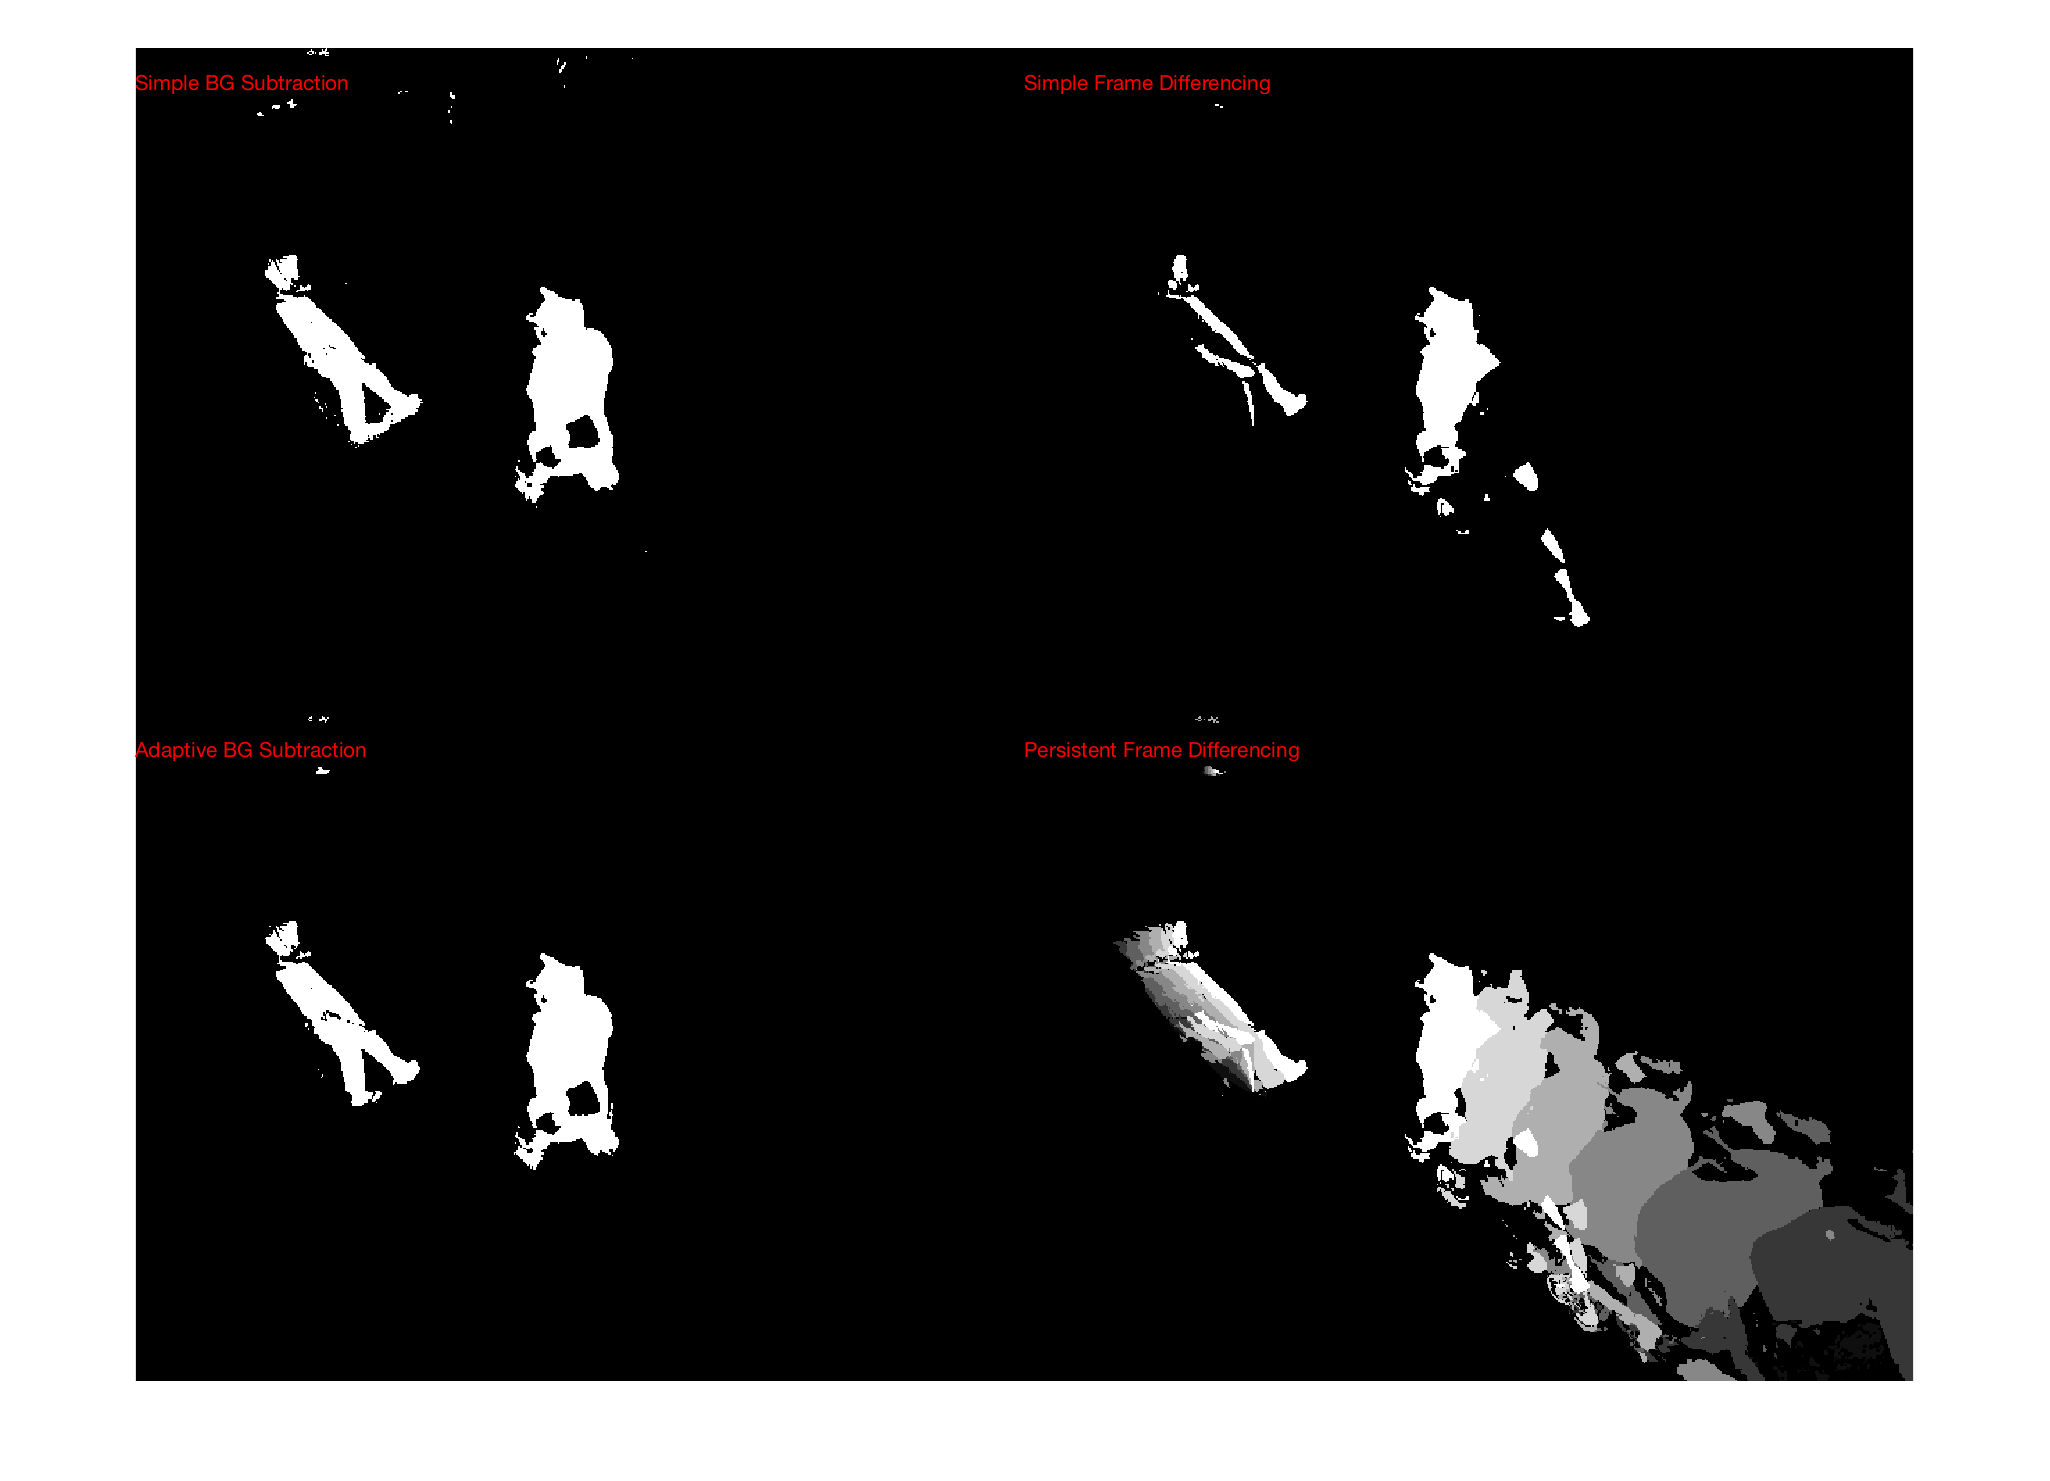 Simple BG Subtraction
Simple Frame Differencing
Adaptive BG Subtraction
Persistent Frame Differencing